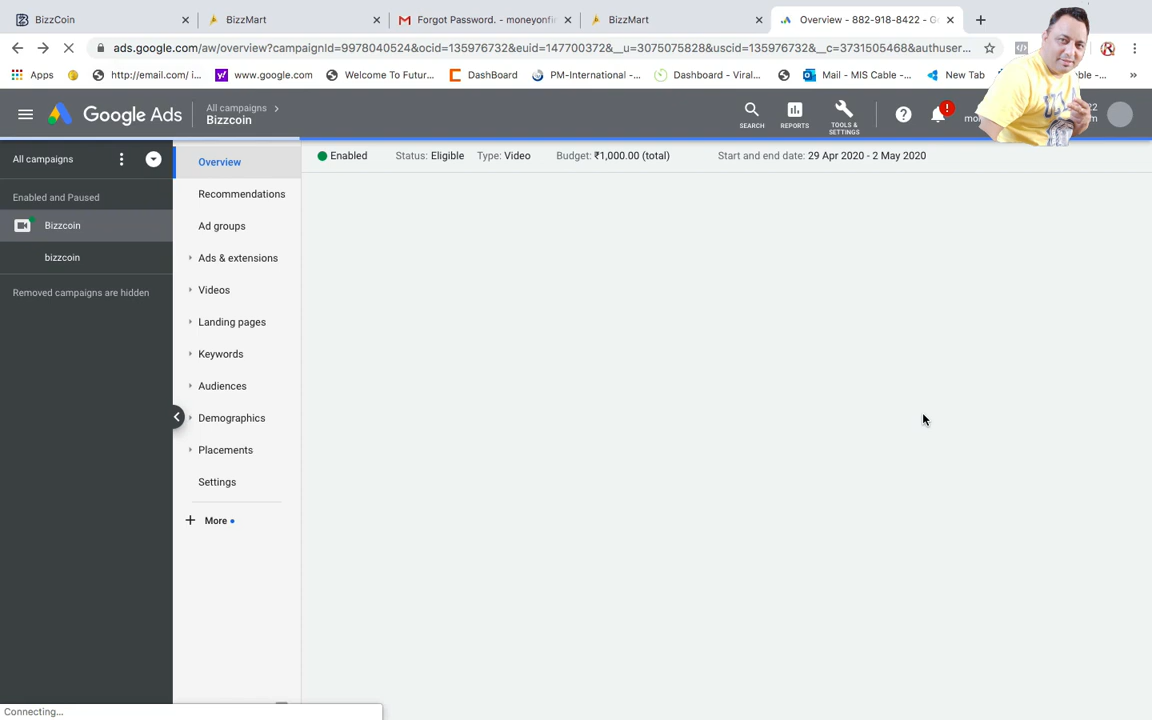 BizzCoin
BizzMart
Forgot Password. - moneyonfi
BizzMart
Overview - 882-918-8422 - G
ads.google.com/aw/overview?campaignId=9978040524&ocid=135976732&euid=147700372&__u=3075075828&uscid=135976732&__c=3731505468&authuser...
Apps
http://email.com/ i...
www.google.com
Welcome To Futur...
DashBoard
PM-International -...
Dashboard - Viral...
Mail - MIS Cable -...
New Tab
ble -...
»
Google Ads
All campaigns
Bizzcoin
SEARCH
REPORTS
TOOLS &
SETTINGS
All campaigns
Overview
Enabled
Status: Eligible
Type: Video
Budget: ₹1,000.00 (total)
Start and end date: 29 Apr 2020 - 2 May 2020
Enabled and Paused
Bizzcoin
bizzcoin
Removed campaigns are hidden
Recommendations
Ad groups
Ads & extensions
Videos
Landing pages
Keywords
Audiences
Demographics
Placements
Settings
More
Connecting...